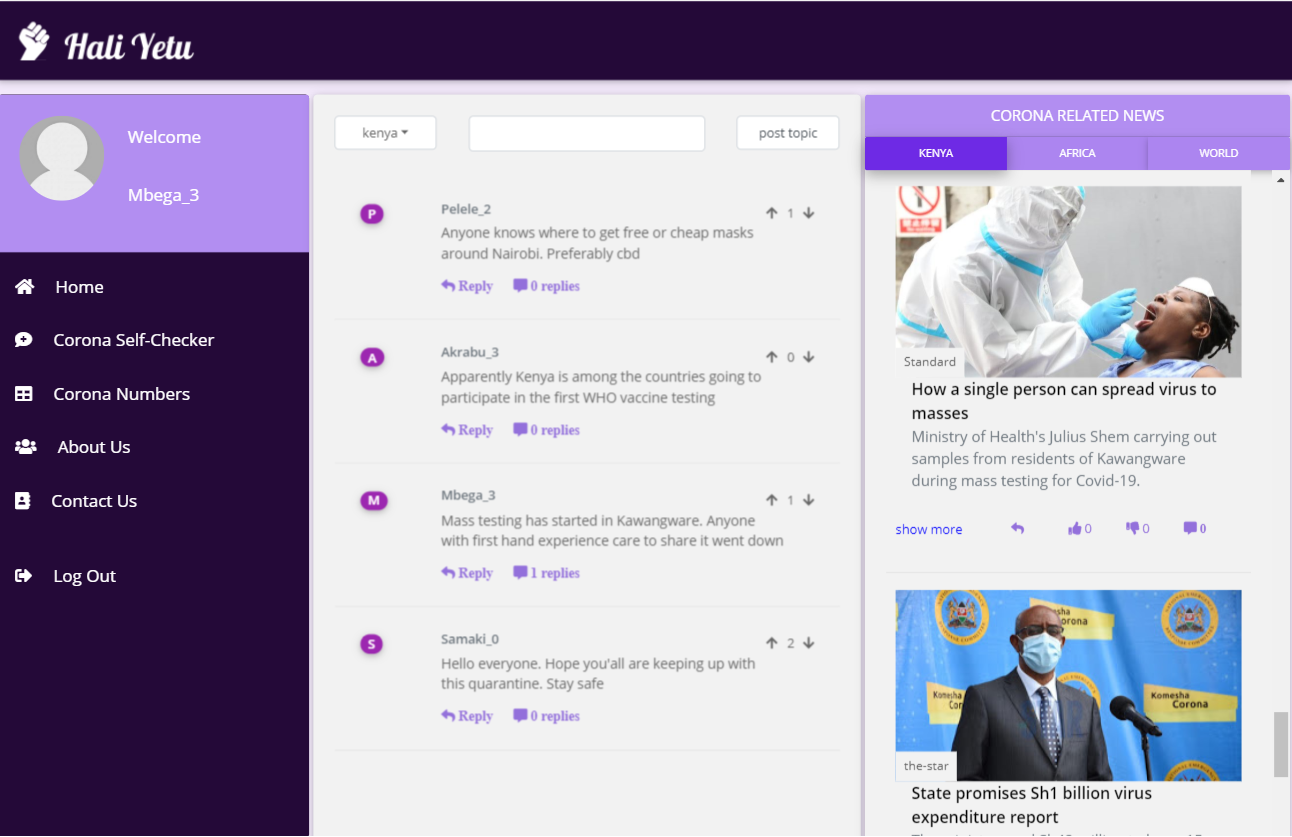 Hali Yetu
Welcome
Mbega_3
Home
Corona Self-Checker
Corona Numbers
About Us
Contact Us
Log Out
kenya
post topic
P
Pelele_2
1
Anyone knows where to get free or cheap masks
around Nairobi. Preferably cbd
Reply
0 replies
A
Akrabu_3
0
Apparently Kenya is among the countries going to
participate in the first WHO vaccine testing
Reply
0 replies
M
Mbega_3
1
Mass testing has started in Kawangware. Anyone
with first hand experience care to share it went down
Reply
1 replies
S
Samaki_0
2
Hello everyone. Hope you'all are keeping up with
this quarantine. Stay safe
Reply
0 replies
CORONA RELATED NEWS
KENYA
AFRICA
WORLD
Standard
How a single person can spread virus to
masses
Ministry of Health's Julius Shem carrying out
samples from residents of Kawangware
during mass testing for Covid-19.
show more
0
0
0
Komesha
Corona
the-star
State promises Sh1 billion virus
expenditure report